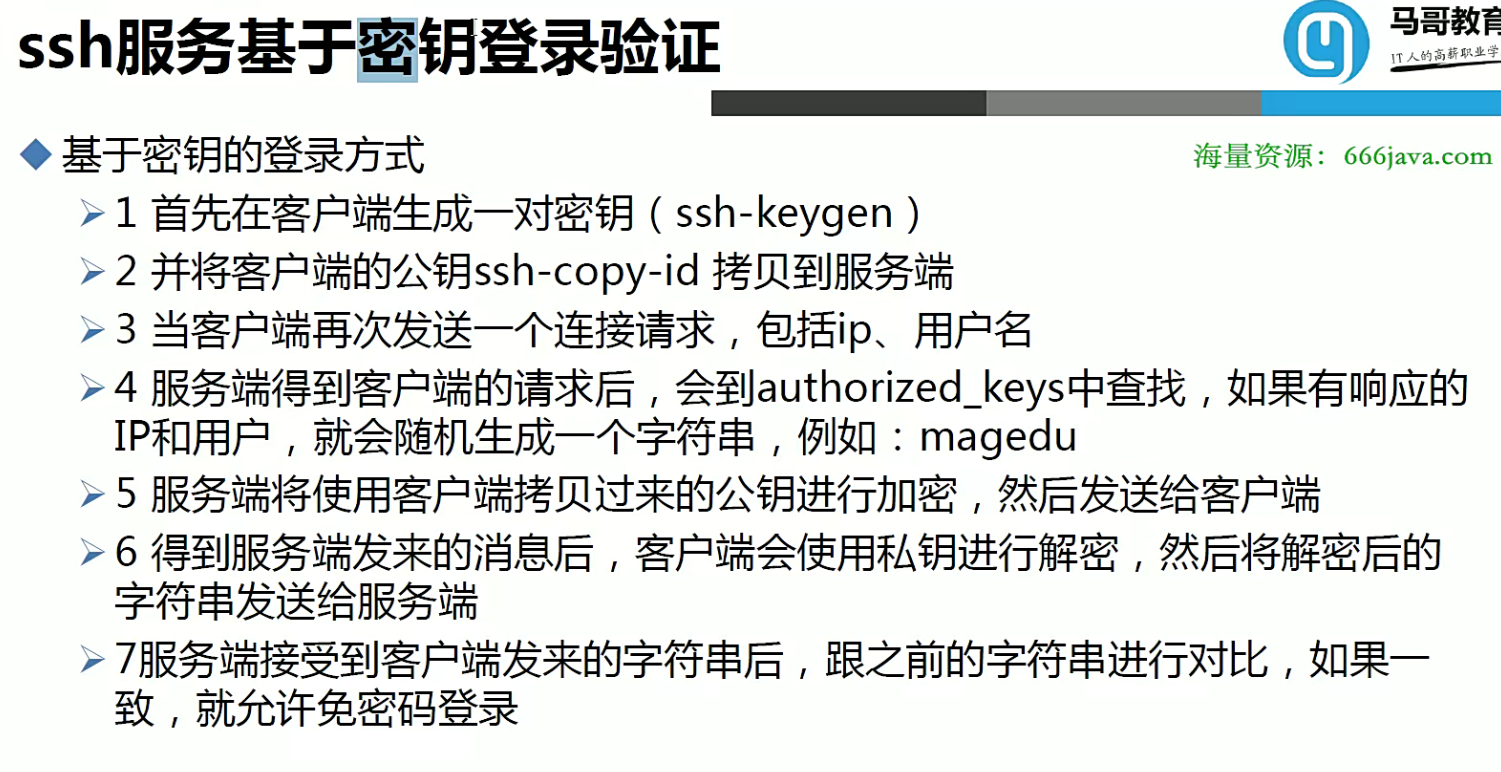 ssh服务基于密钥登录验证
马哥教育
IT人的高薪职业学
海量资源：666java.com
基于密钥的登录方式
1 首先在客户端生成一对密钥（ssh-keygen）
2 并将客户端的公钥ssh-copy-id 拷贝到服务端
3 当客户端再次发送一个连接请求，包括ip、用户名
4 服务端得到客户端的请求后，会到authorized_keys中查找，如果有响应的
IP和用户，就会随机生成一个字符串，例如：magedu
5 服务端将使用客户端拷贝过来的公钥进行加密，然后发送给客户端
6 得到服务端发来的消息后，客户端会使用私钥进行解密，然后将解密后的
字符串发送给服务端
7服务端接受到客户端发来的字符串后，跟之前的字符串进行对比，如果一
致，就允许免密码登录